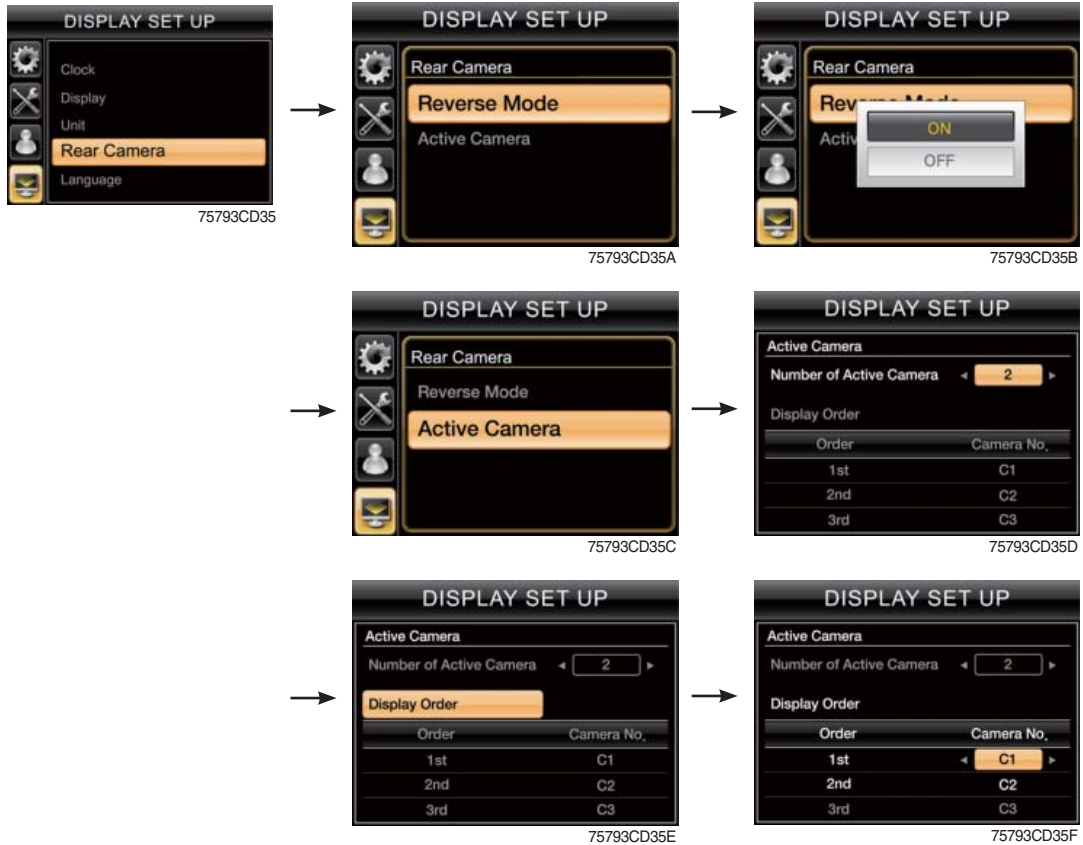 DISPLAY SET UP
Clock
Display
Unit
Rear Camera
Language
75793CD35
DISPLAY SET UP
Rear Camera
Reverse Mode
Active Camera
75793CD35A
DISPLAY SET UP
Rear Camera
Rev
Activ
ON
OFF
75793CD35B
DISPLAY SET UP
Rear Camera
Reverse Mode
Active Camera
75793CD35C
DISPLAY SET UP
Active Camera
Number of Active Camera 2
Display Order
Order Camera No.
1st C1
2nd C2
3rd C3
75793CD35D
DISPLAY SET UP
Active Camera
Number of Active Camera 2
Display Order
Order Camera No.
1st C1
2nd C2
3rd C3
75793CD35E
DISPLAY SET UP
Active Camera
Number of Active Camera 2
Display Order
Order Camera No.
1st C1
2nd C2
3rd C3
75793CD35F